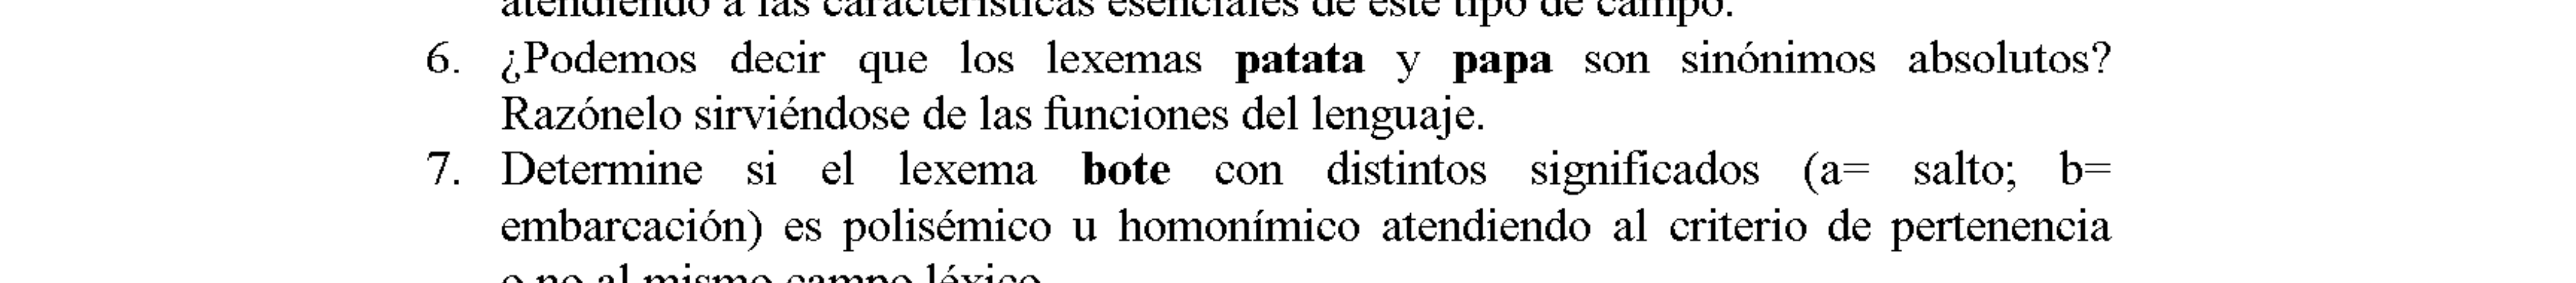 atendiendo a las características esenciales de este tipo de campo.
6. ¿Podemos decir que los lexemas patata y papa son sinónimos absolutos?
Razónelo sirviéndose de las funciones del lenguaje.
7. Determine si el lexema bote con distintos significados (a= salto; b=
embarcación) es polisémico u homonímico atendiendo al criterio de pertenencia
o no al mismo campo léxico.